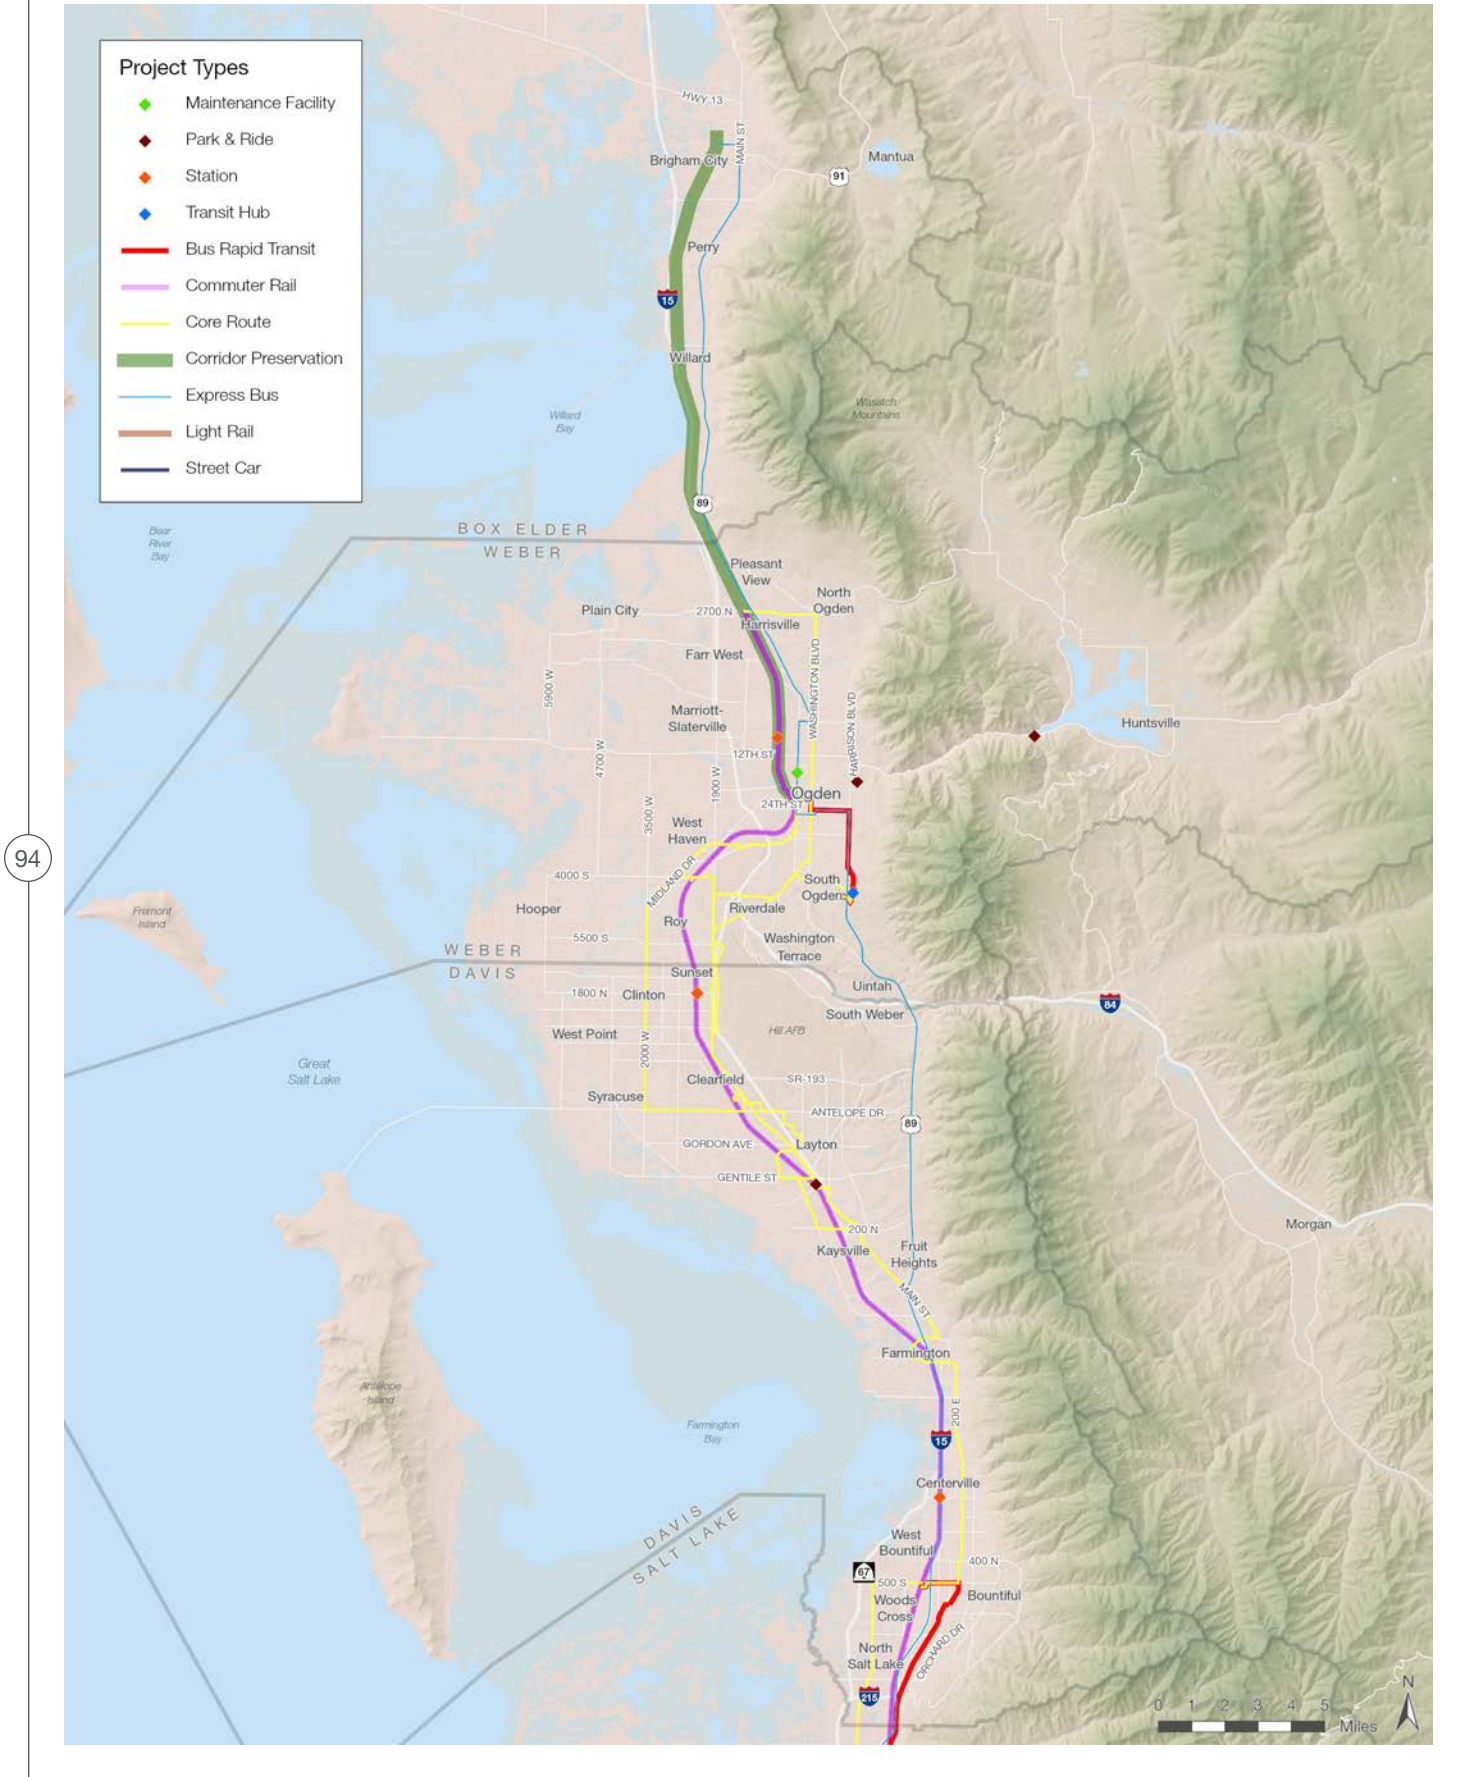 Project Types
Maintenance Facility
Park & Ride
Station
Transit Hub
Bus Rapid Transit
Commuter Rail
Core Route
Corridor Preservation
Express Bus
Light Rail
Street Car
HWY 13
MAIN ST
Brigham City
Mantua
91
Perry
15
Willard
Willard
Bay
Wasatch
Mountains
89
Bear
River
Bay
BOX ELDER
WEBER
Pleasant
View
North
Ogden
Plain City
2700 N
Harrisville
Farr West
WASHINGTON BLVD
5900 W
HARRISON BLVD
Marriott-
Slaterville
Huntsville
12TH ST
4700 W
1900 W
Ogden
24TH ST
3500 W
West
Haven
94
MIDLAND DR
4000 S
South
Ogden
Hooper
Riverdale
Fremont
Island
Roy
5500 S
Washington
Terrace
WEBER
DAVIS
Sunset
Uintah
1800 N
Clinton
84
South Weber
West Point
Hill AFB
2000 W
Great
Salt Lake
Clearfield
SR-193
Syracuse
ANTELOPE DR
89
GORDON AVE
Layton
GENTILE ST
Morgan
200 N
Kaysville
Fruit
Heights
MAIN ST
Farmington
Antelope
Island
200 E
Farmington
Bay
15
Centerville
DAVIS
SALT LAKE
West
Bountiful
400 N
67
500 S
Woods
Cross
Bountiful
ORCHARD DR
North
Salt Lake
215
N
0 1 2 3 4 5
Miles